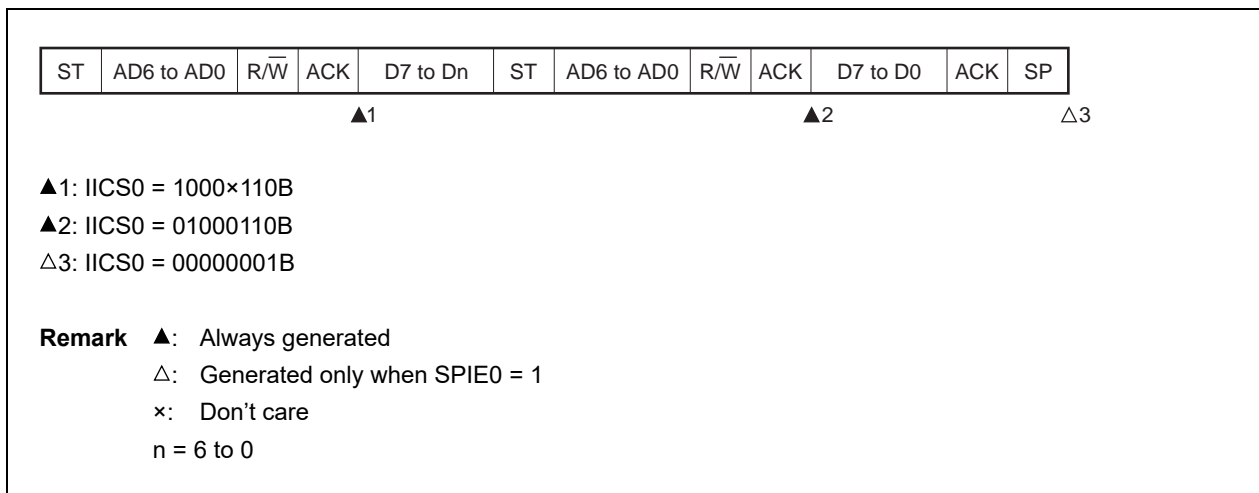 ST AD6 to AD0 R/W̅ ACK D7 to Dn ST AD6 to AD0 R/W̅ ACK D7 to D0 ACK SP
▲1 ▲2 △3
▲1: IICS0 = 1000×110B
▲2: IICS0 = 01000110B
△3: IICS0 = 00000001B
Remark ▲: Always generated
△: Generated only when SPIE0 = 1
×: Don’t care
n = 6 to 0